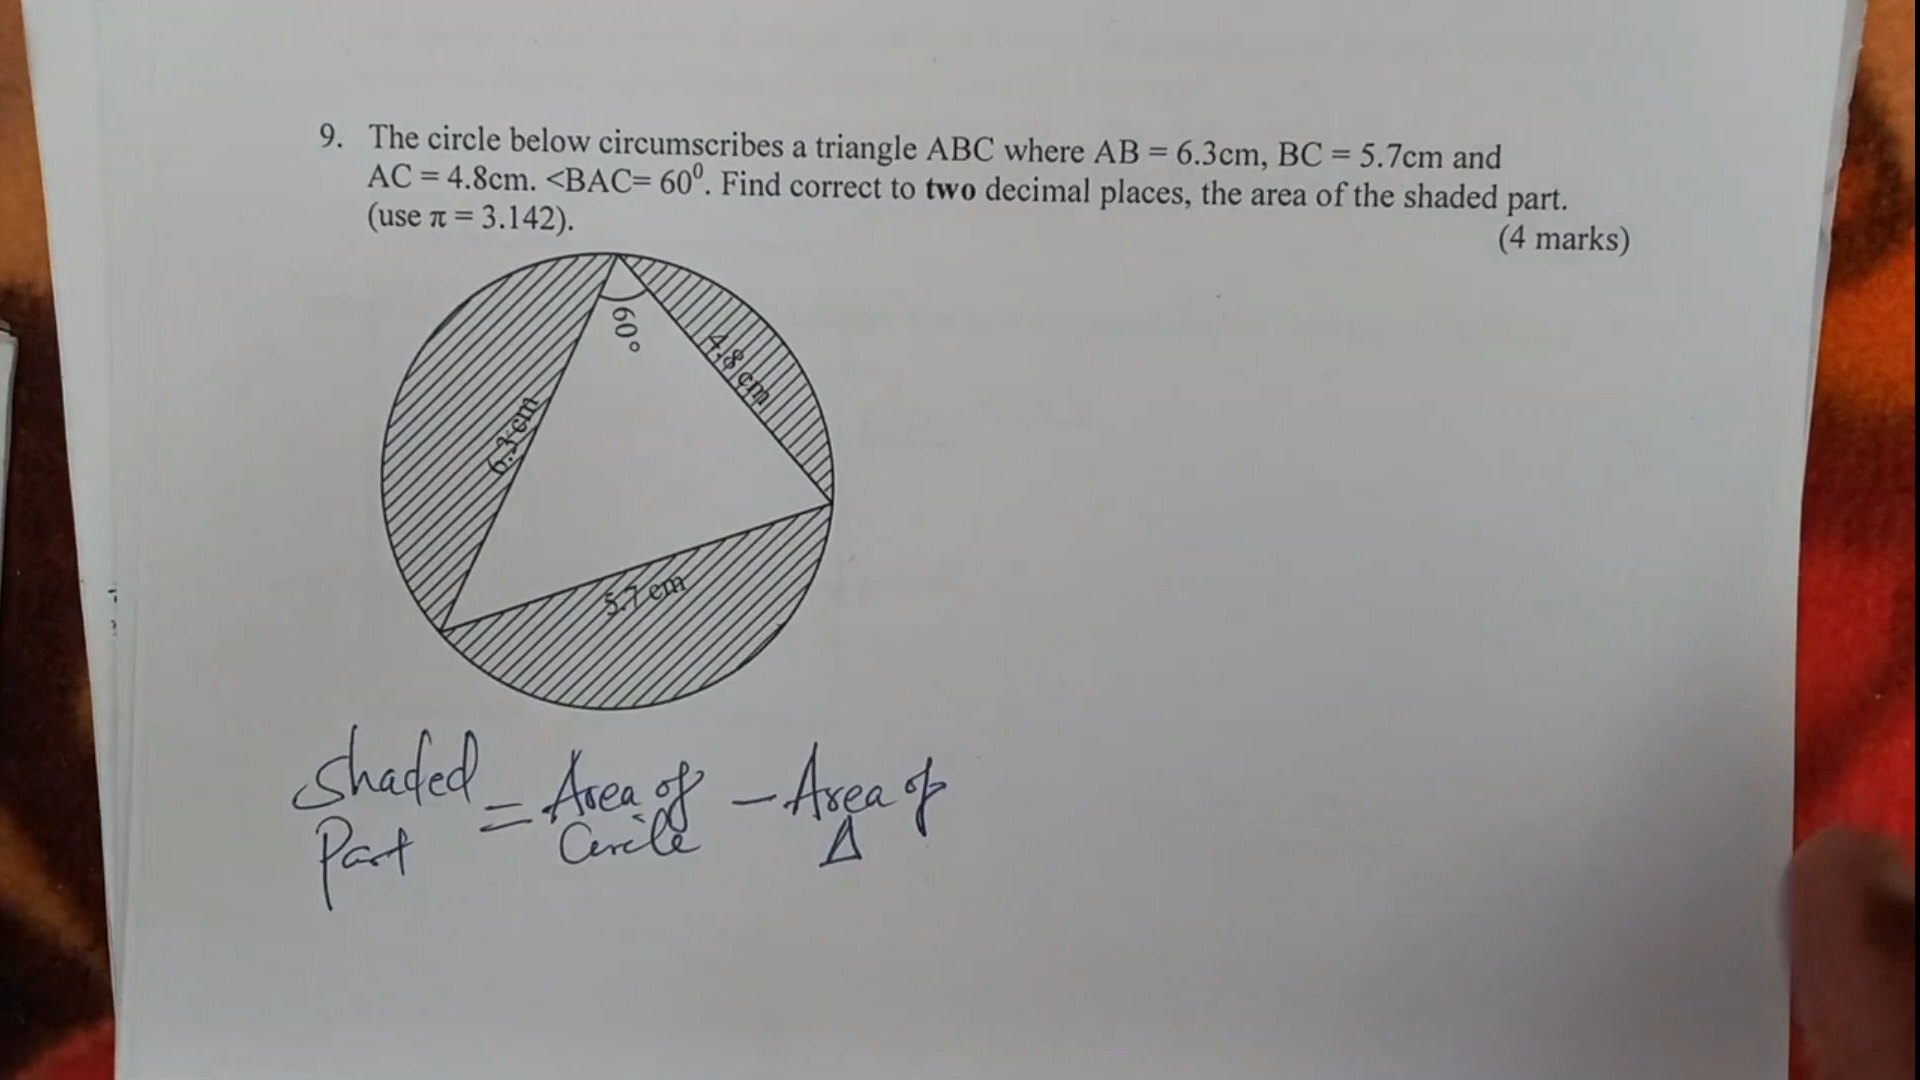 9. The circle below circumscribes a triangle ABC where AB = 6.3cm, BC = 5.7cm and
AC = 4.8cm. <BAC= 60⁰. Find correct to two decimal places, the area of the shaded part.
(use π = 3.142).
(4 marks)
60°
4.8 cm
6.3 cm
5.7 cm
Shaded Part = Area of Circle – Area of Δ